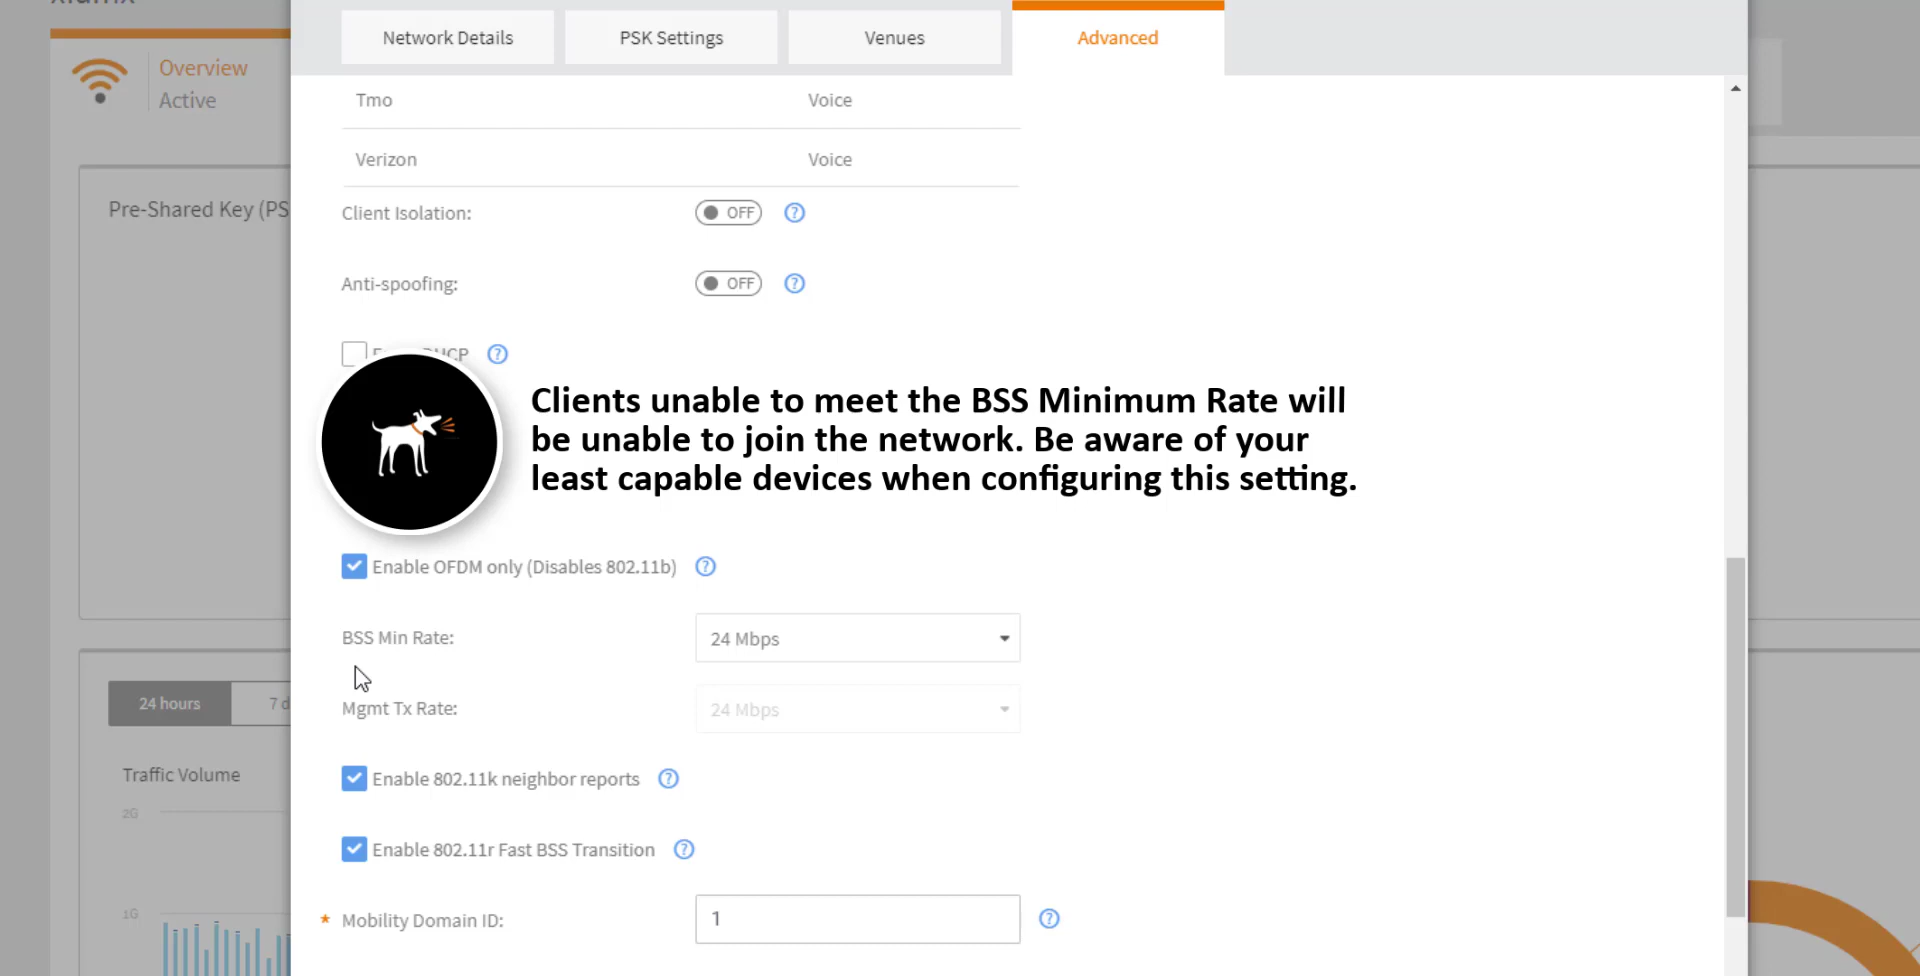 Network Details
PSK Settings
Venues
Advanced
Overview
Active
Tmo
Voice
Verizon
Voice
Pre-Shared Key (PS
Client Isolation:
OFF
Anti-spoofing:
OFF
DHCP
Clients unable to meet the BSS Minimum Rate will
be unable to join the network. Be aware of your
least capable devices when configuring this setting.
Enable OFDM only (Disables 802.11b)
BSS Min Rate:
24 Mbps
Mgmt Tx Rate:
24 Mbps
24 hours
7 d
Traffic Volume
Enable 802.11k neighbor reports
2G
Enable 802.11r Fast BSS Transition
1G
* Mobility Domain ID:
1